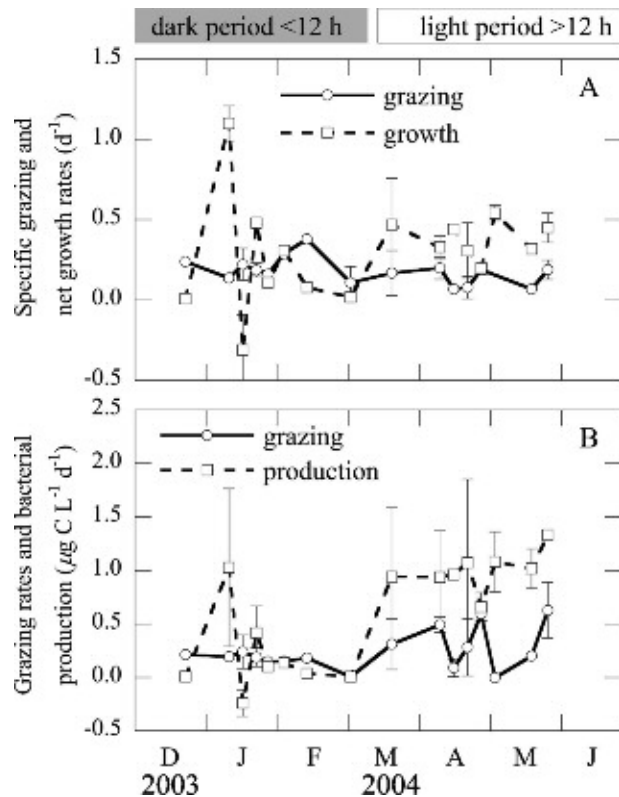 dark period <12 h
light period >12 h
1.5
A
grazing
growth
1.0
0.5
0.0
-0.5
Specific grazing and
net growth rates (d⁻¹)
2.5
B
grazing
production
2.0
1.5
1.0
0.5
0.0
-0.5
Grazing rates and bacterial
production (μg C L⁻¹ d⁻¹)
D J F M A M J
2003 2004